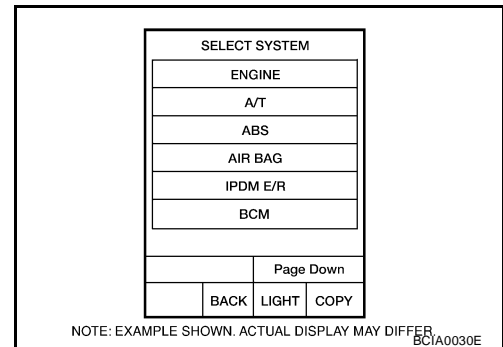 SELECT SYSTEM
ENGINE
A/T
ABS
AIR BAG
IPDM E/R
BCM
Page Down
BACK LIGHT COPY
NOTE: EXAMPLE SHOWN. ACTUAL DISPLAY MAY DIFFER.
BCIA0030E